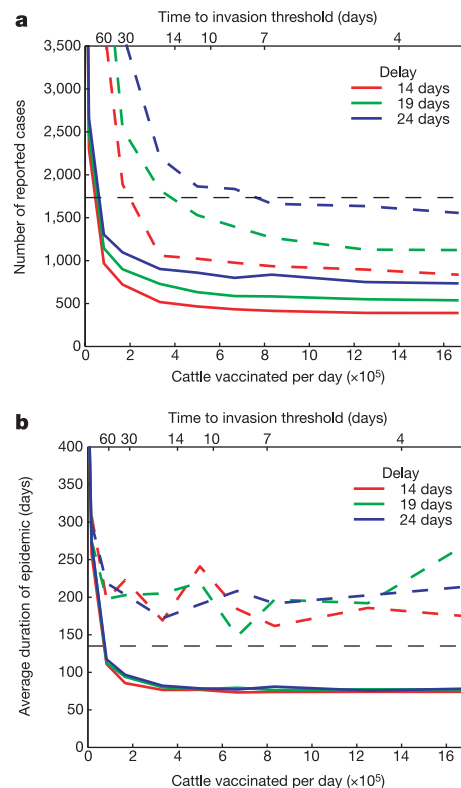 a
Time to invasion threshold (days)
60 30 14 10 7 4
3,500
3,000
2,500
2,000
1,500
1,000
500
0
Number of reported cases
Delay
14 days
19 days
24 days
0 2 4 6 8 10 12 14 16
Cattle vaccinated per day (×10⁵)
b
Time to invasion threshold (days)
60 30 14 10 7 4
400
350
300
250
200
150
100
50
0
Average duration of epidemic (days)
Delay
14 days
19 days
24 days
0 2 4 6 8 10 12 14 16
Cattle vaccinated per day (×10⁵)